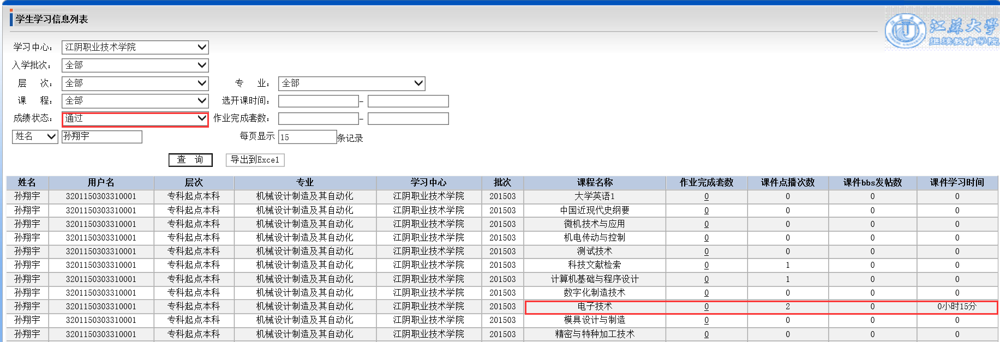 学生学习信息列表
江苏大学
继续教育学院
学习中心： 江阴职业技术学院
入学批次： 全部
层 次： 全部 专 业： 全部
课 程： 全部 选开课时间： -
成绩状态： 通过 作业完成套数： -
姓名 孙翔宇 每页显示 15 条记录
查 询 导出到Excel
姓名 用户名 层次 专业 学习中心 批次 课程名称 作业完成套数 课件点播次数 课件bbs发帖数 课件学习时间
孙翔宇 3201150303310001 专科起点本科 机械设计制造及其自动化 江阴职业技术学院 201503 大学英语1 0 0 0 0
孙翔宇 3201150303310001 专科起点本科 机械设计制造及其自动化 江阴职业技术学院 201503 中国近现代史纲要 0 0 0 0
孙翔宇 3201150303310001 专科起点本科 机械设计制造及其自动化 江阴职业技术学院 201503 微机技术与应用 0 0 0 0
孙翔宇 3201150303310001 专科起点本科 机械设计制造及其自动化 江阴职业技术学院 201503 机电传动与控制 0 0 0 0
孙翔宇 3201150303310001 专科起点本科 机械设计制造及其自动化 江阴职业技术学院 201503 测试技术 0 0 0 0
孙翔宇 3201150303310001 专科起点本科 机械设计制造及其自动化 江阴职业技术学院 201503 科技文献检索 0 1 0 0
孙翔宇 3201150303310001 专科起点本科 机械设计制造及其自动化 江阴职业技术学院 201503 计算机基础与程序设计 0 1 0 0
孙翔宇 3201150303310001 专科起点本科 机械设计制造及其自动化 江阴职业技术学院 201503 数字化制造技术 0 0 0 0
孙翔宇 3201150303310001 专科起点本科 机械设计制造及其自动化 江阴职业技术学院 201503 电子技术 0 2 0 0小时15分
孙翔宇 3201150303310001 专科起点本科 机械设计制造及其自动化 江阴职业技术学院 201503 模具设计与制造 0 0 0 0
孙翔宇 3201150303310001 专科起点本科 机械设计制造及其自动化 江阴职业技术学院 201503 精密与特种加工技术 0 0 0 0